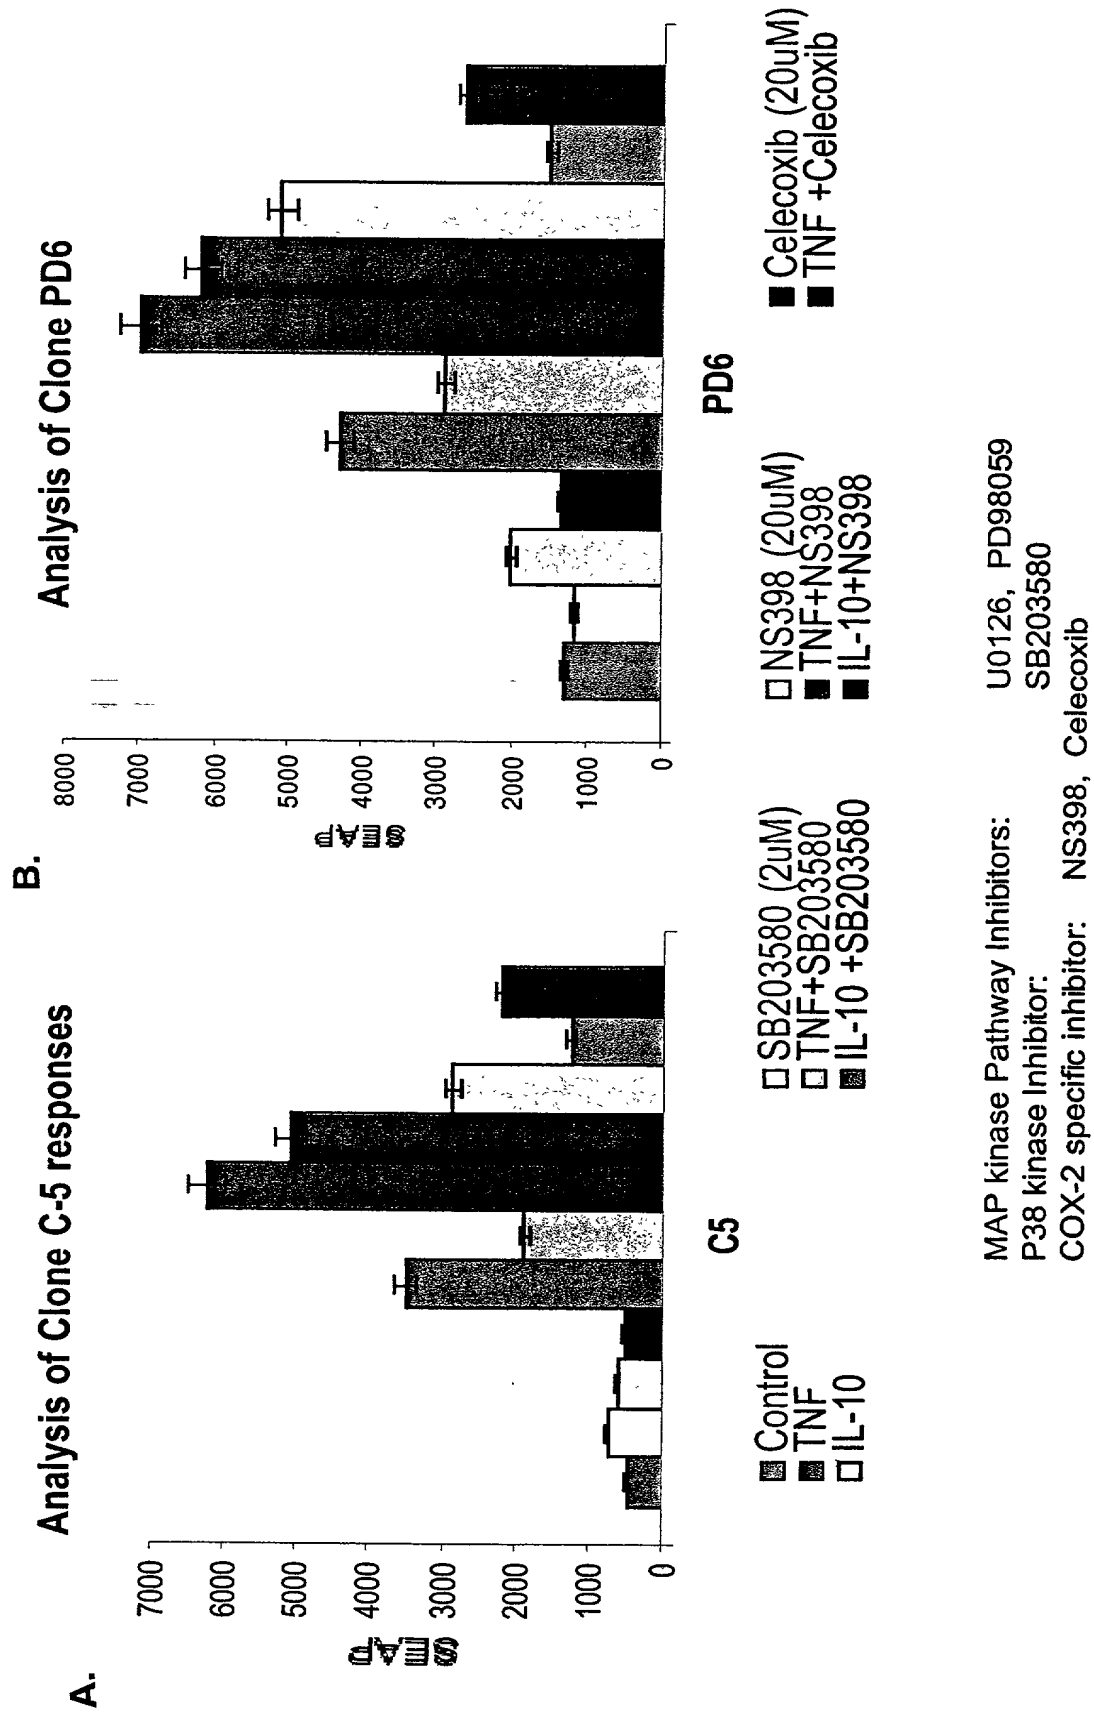 A.
Analysis of Clone C-5 responses
SEAP
7000
6000
5000
4000
3000
2000
1000
0
C5
B.
Analysis of Clone PD6
SEAP
8000
7000
6000
5000
4000
3000
2000
1000
0
PD6
Control
TNF
IL-10
SB203580 (2uM)
TNF+SB203580
IL-10 +SB203580
NS398 (20uM)
TNF+NS398
IL-10+NS398
Celecoxib (20uM)
TNF +Celecoxib
MAP kinase Pathway Inhibitors: U0126, PD98059
P38 kinase Inhibitor: SB203580
COX-2 specific inhibitor: NS398, Celecoxib